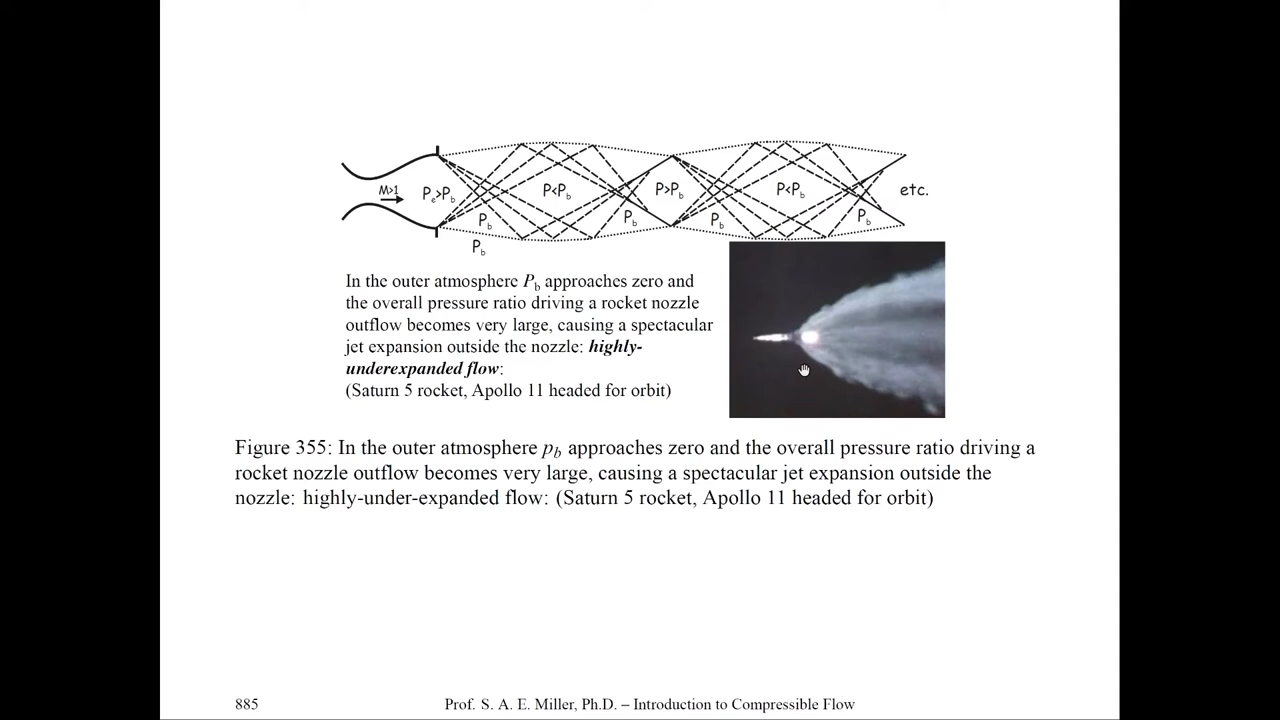 M>1
Pe>Pb
P<Pb
P>Pb
P<Pb
etc.
Pb
Pb
Pb
Pb
Pb
In the outer atmosphere Pb approaches zero and
the overall pressure ratio driving a rocket nozzle
outflow becomes very large, causing a spectacular
jet expansion outside the nozzle: highly-
underexpanded flow:
(Saturn 5 rocket, Apollo 11 headed for orbit)
Figure 355: In the outer atmosphere pb approaches zero and the overall pressure ratio driving a
rocket nozzle outflow becomes very large, causing a spectacular jet expansion outside the
nozzle: highly-under-expanded flow: (Saturn 5 rocket, Apollo 11 headed for orbit)
885 Prof. S. A. E. Miller, Ph.D. – Introduction to Compressible Flow